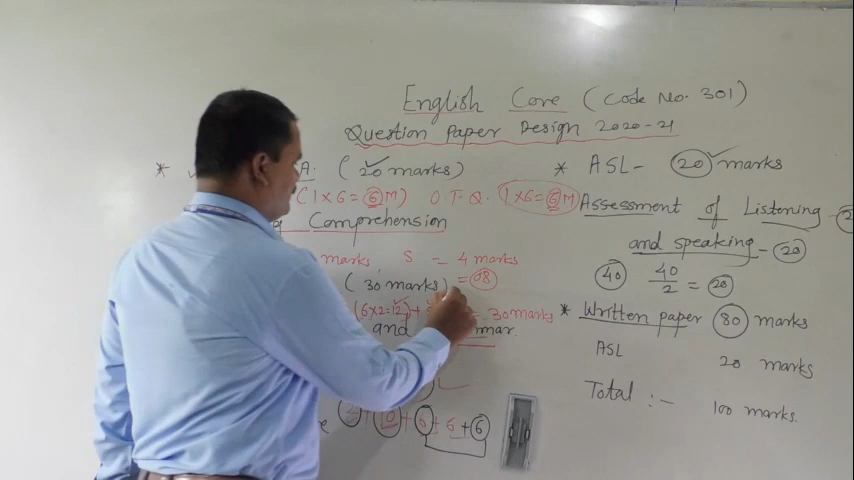 English Core (Code No. 301)
Question Paper Design 2020-21
* A: (20 marks)
(1×6=6M) O.T.Q. (1×6=6M)
Comprehension
marks, S = 4 marks
(30 marks) = 08
(6×2=12)+ = 30 marks
and mar.
+ 10 + 6 + 6 + 6
* ASL- 20 marks
Assessment of Listening - 2
and speaking - 20
40 40/2 = 20
* Written paper 80 marks
ASL 20 marks
Total :- 100 marks.